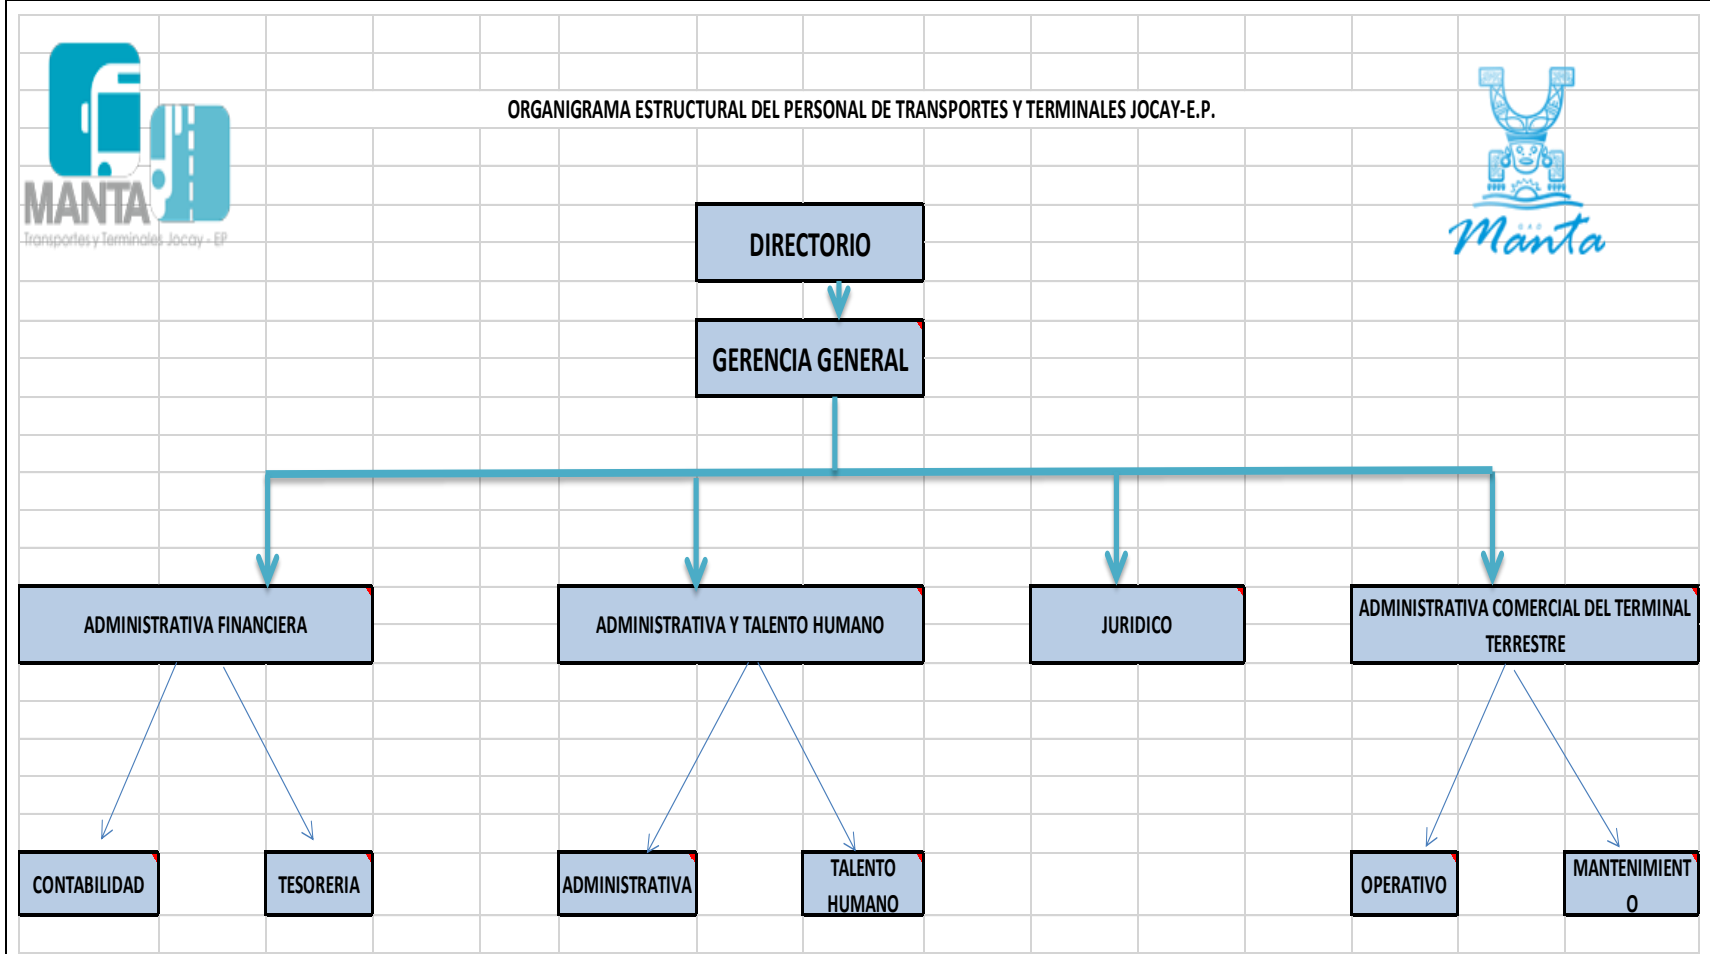 ORGANIGRAMA ESTRUCTURAL DEL PERSONAL DE TRANSPORTES Y TERMINALES JOCAY-E.P.
MANTA
Transportes y Terminales Jocay - EP
GAD
Manta
DIRECTORIO
GERENCIA GENERAL
ADMINISTRATIVA FINANCIERA
ADMINISTRATIVA Y TALENTO HUMANO
JURIDICO
ADMINISTRATIVA COMERCIAL DEL TERMINAL
TERRESTRE
CONTABILIDAD
TESORERIA
ADMINISTRATIVA
TALENTO
HUMANO
OPERATIVO
MANTENIMIENT
O